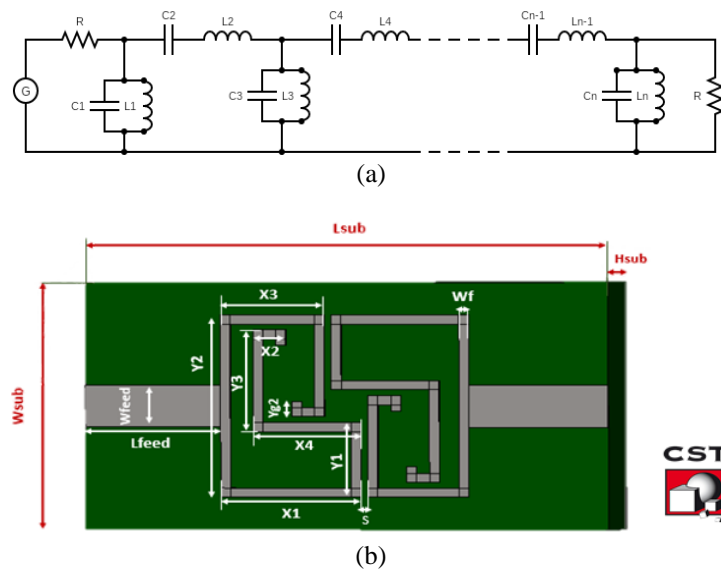 R C2 L2 C4 L4 Cn-1 Ln-1
G C1 L1 C3 L3 Cn Ln R
(a)
Lsub
Hsub
X3 Wf
X2
Y2 Y3
Wsub Wfeed Yg2
Lfeed X4 Y1
X1 S
CST
(b)